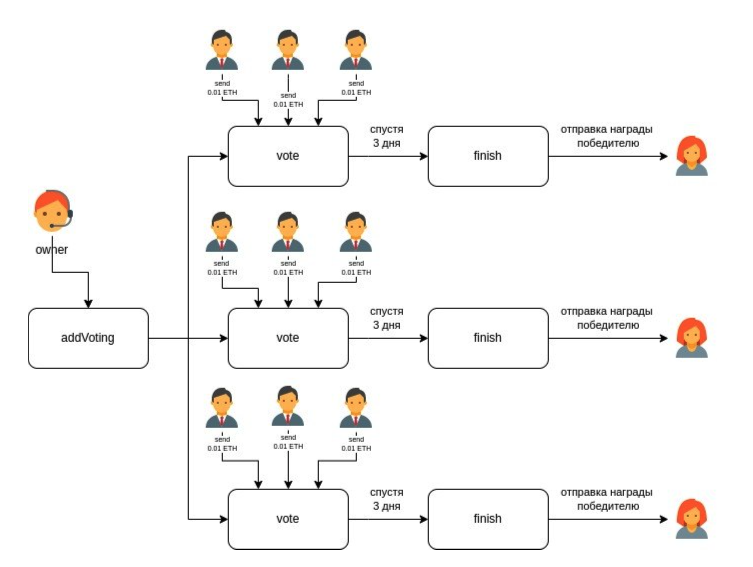 send
0.01 ETH
send
0.01 ETH
send
0.01 ETH
vote
спустя
3 дня
finish
отправка награды
победителю
owner
send
0.01 ETH
send
0.01 ETH
send
0.01 ETH
addVoting
vote
спустя
3 дня
finish
отправка награды
победителю
send
0.01 ETH
send
0.01 ETH
send
0.01 ETH
vote
спустя
3 дня
finish
отправка награды
победителю